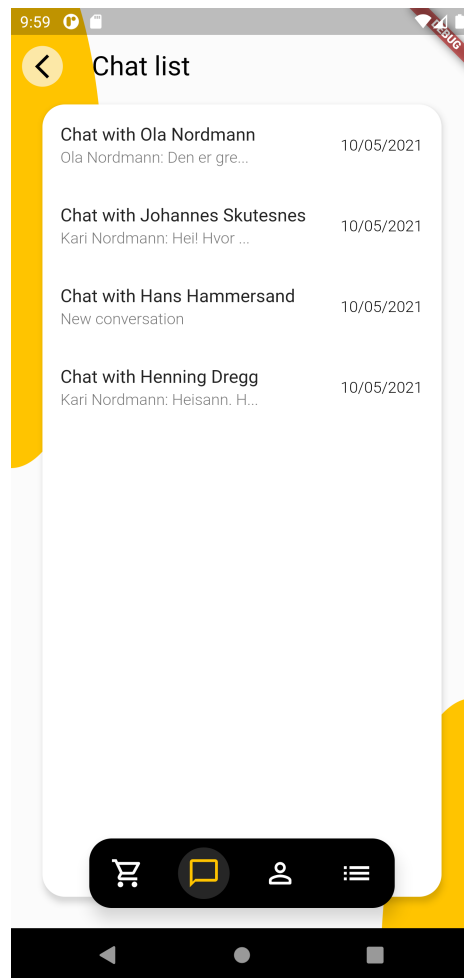 9:59
DEBUG
Chat list
Chat with Ola Nordmann
10/05/2021
Ola Nordmann: Den er gre...
Chat with Johannes Skutesnes
10/05/2021
Kari Nordmann: Hei! Hvor ...
Chat with Hans Hammersand
10/05/2021
New conversation
Chat with Henning Dregg
10/05/2021
Kari Nordmann: Heisann. H...